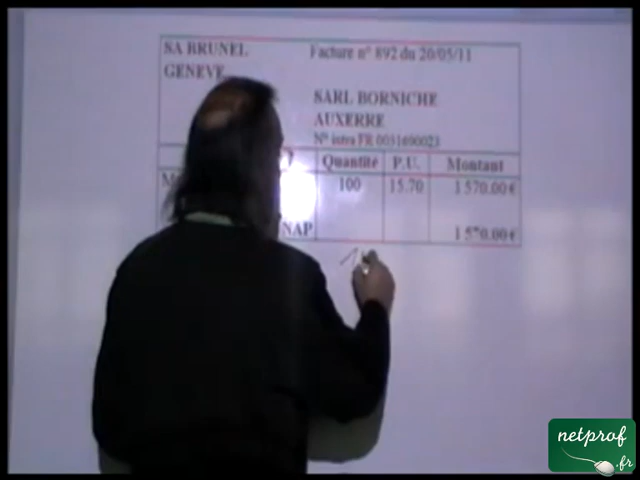 SA BRUNEL Facture n° 892 du 20/05/11
GENEVE
SARL BORNICHE
AUXERRE
N° intra FR 0031690023
Quantité P.U. Montant
100 15.70 1 570.00 €
NAP 1 570.00 €
netprof
.fr